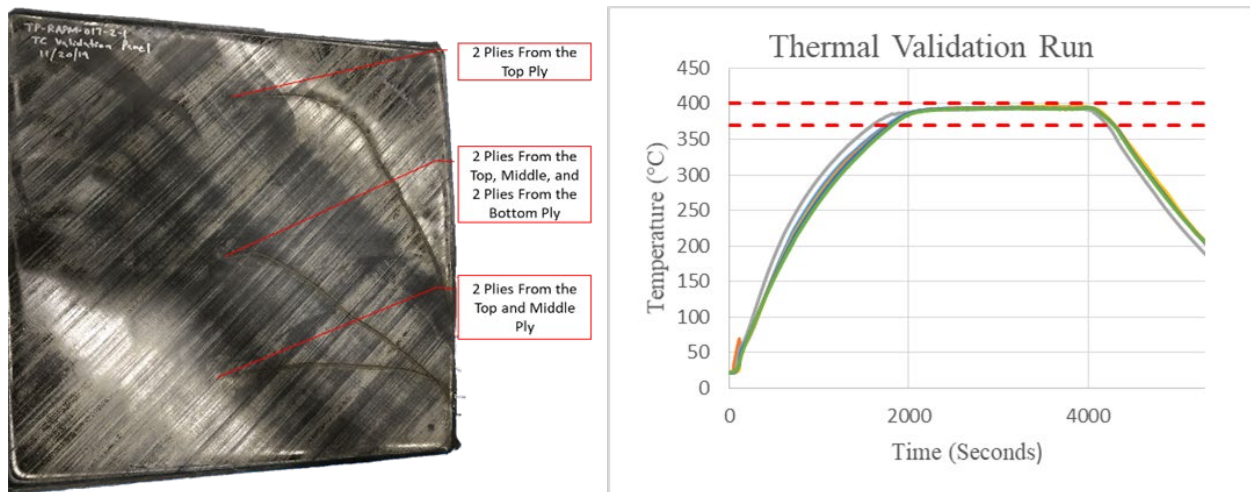 TP-RAPM-017-2-1
TC Validation Panel
11/20/19
2 Plies From the
Top Ply
2 Plies From the
Top, Middle, and
2 Plies From the
Bottom Ply
2 Plies From the
Top and Middle
Ply
Thermal Validation Run
Temperature (°C)
450
400
350
300
250
200
150
100
50
0
0 2000 4000
Time (Seconds)